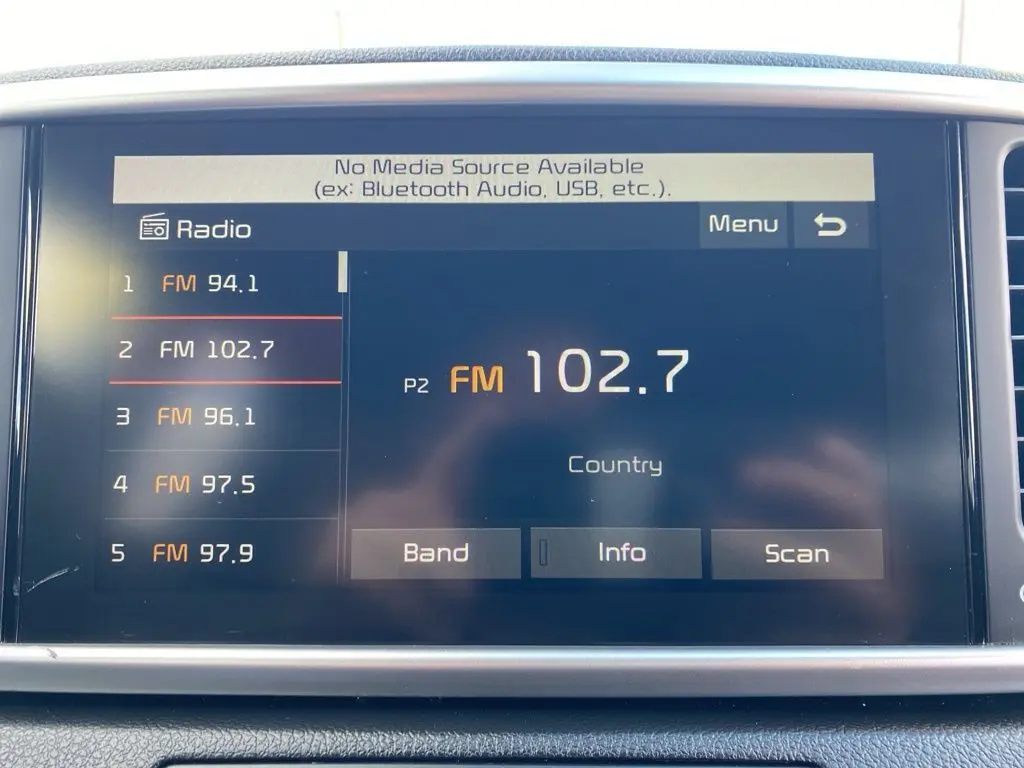 No Media Source Available
(ex: Bluetooth Audio, USB, etc.).
Radio
Menu
1 FM 94.1
2 FM 102.7
3 FM 96.1
4 FM 97.5
5 FM 97.9
P2 FM 102.7
Country
Band
Info
Scan